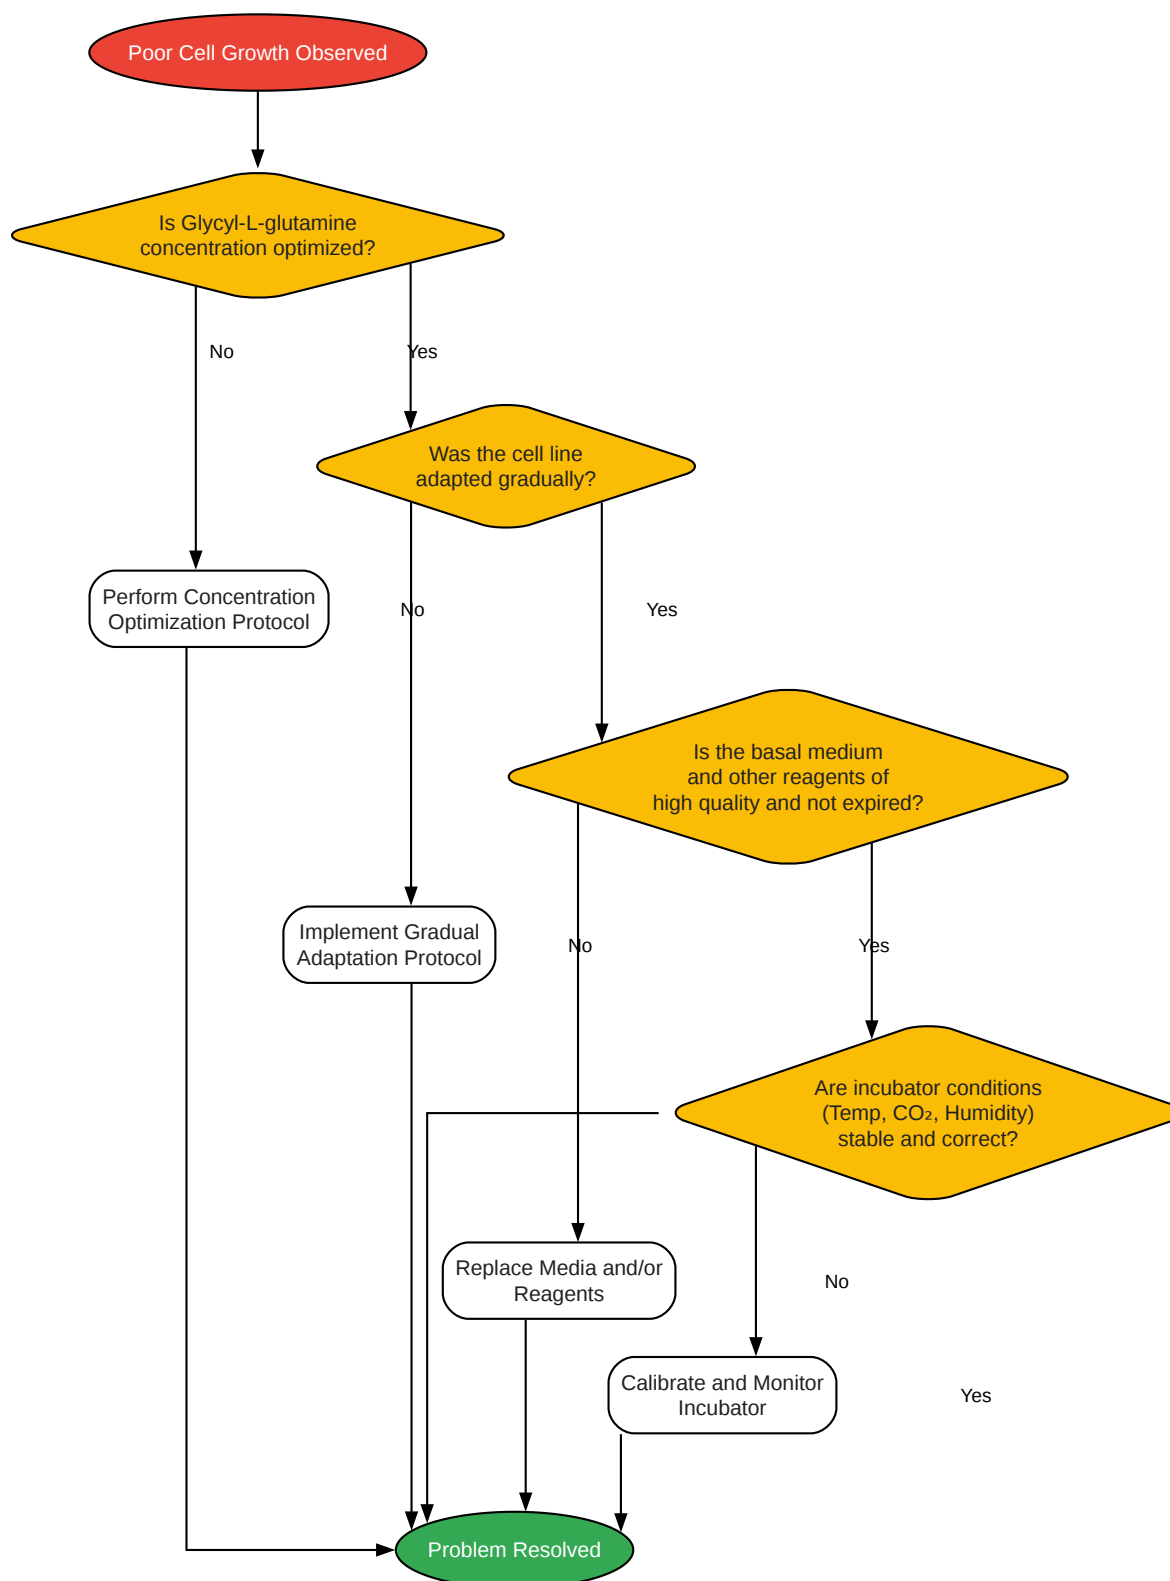 Poor Cell Growth Observed
Is Glycyl-L-glutamine
concentration optimized?
No
Yes
Was the cell line
adapted gradually?
Perform Concentration
Optimization Protocol
No
Yes
Is the basal medium
and other reagents of
high quality and not expired?
Implement Gradual
Adaptation Protocol
No
Yes
Are incubator conditions
(Temp, CO₂, Humidity)
stable and correct?
Replace Media and/or
Reagents
No
Calibrate and Monitor
Incubator
Yes
Problem Resolved